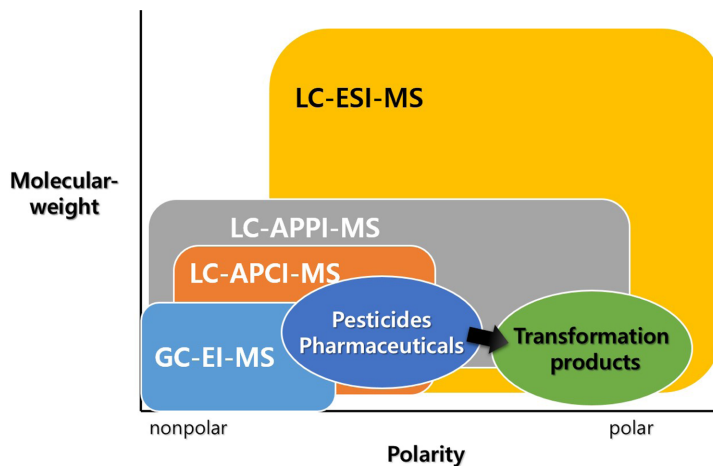 LC-ESI-MS
Molecular-
weight
LC-APPI-MS
LC-APCI-MS
Pesticides
Pharmaceuticals
GC-EI-MS
Transformation
products
nonpolar
polar
Polarity